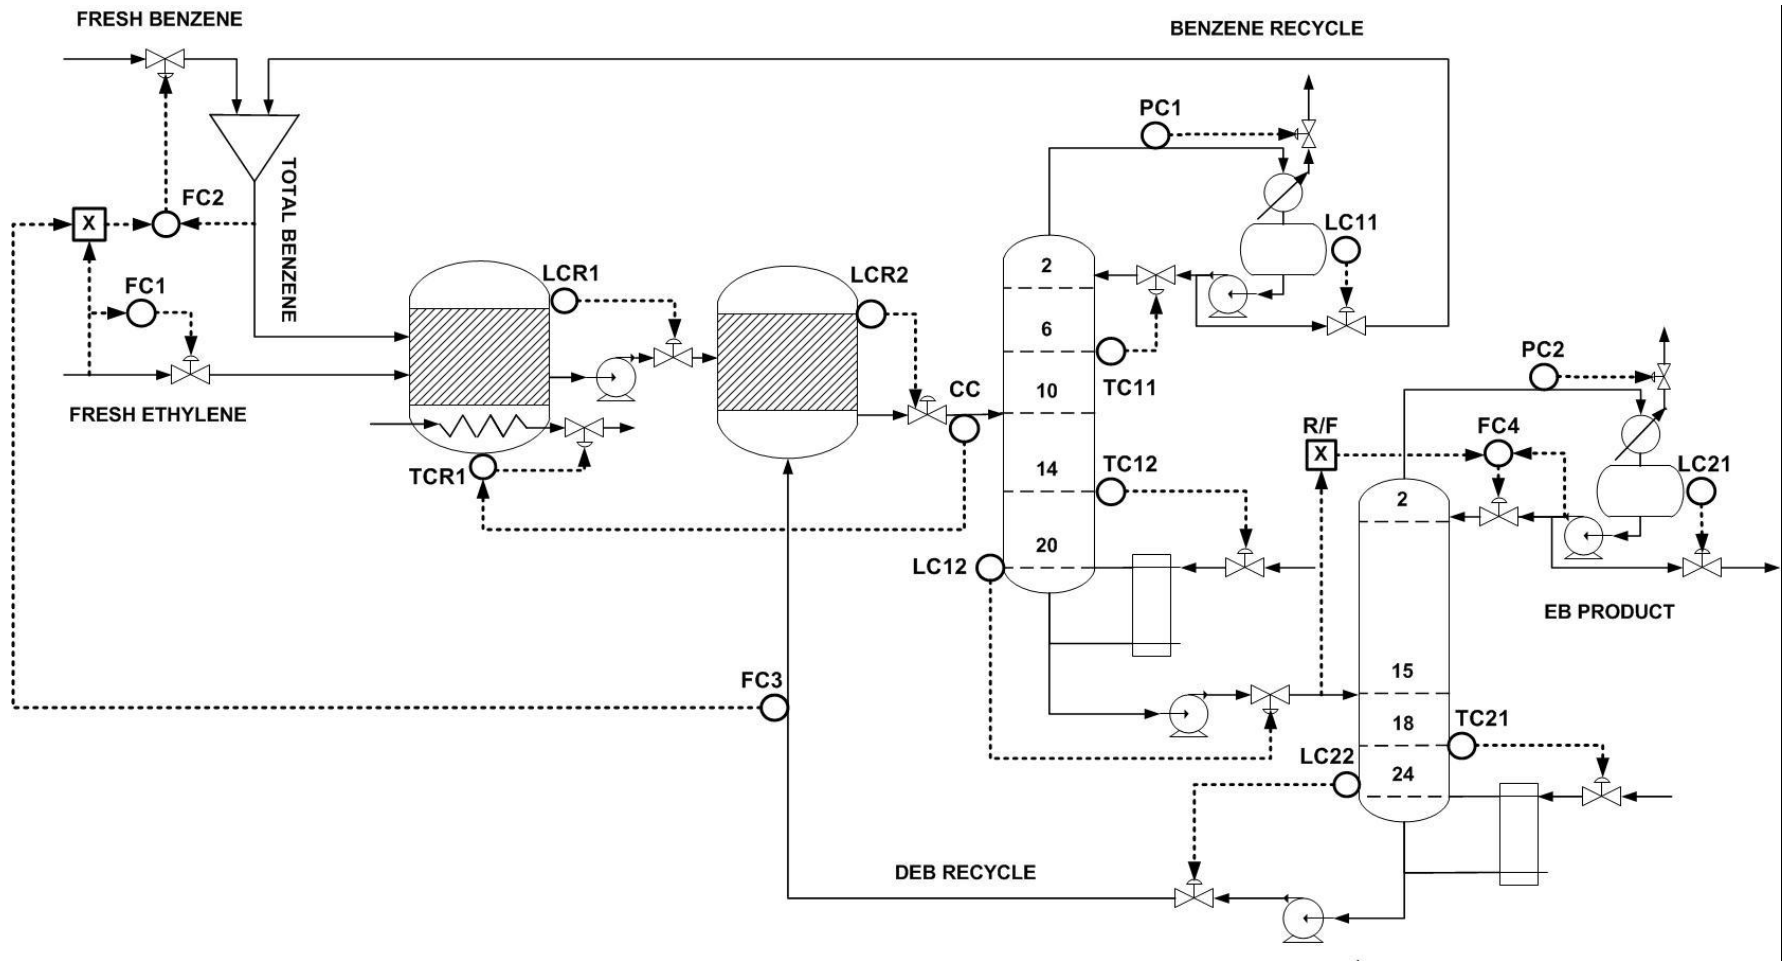 FRESH BENZENE
BENZENE RECYCLE
PC1
TOTAL BENZENE
FC2
X
LC11
FC1
LCR1
LCR2
2
6
TC11
PC2
CC
10
FRESH ETHYLENE
R/F
X
FC4
TCR1
14
TC12
LC21
2
20
LC12
EB PRODUCT
FC3
15
18
TC21
LC22
24
DEB RECYCLE